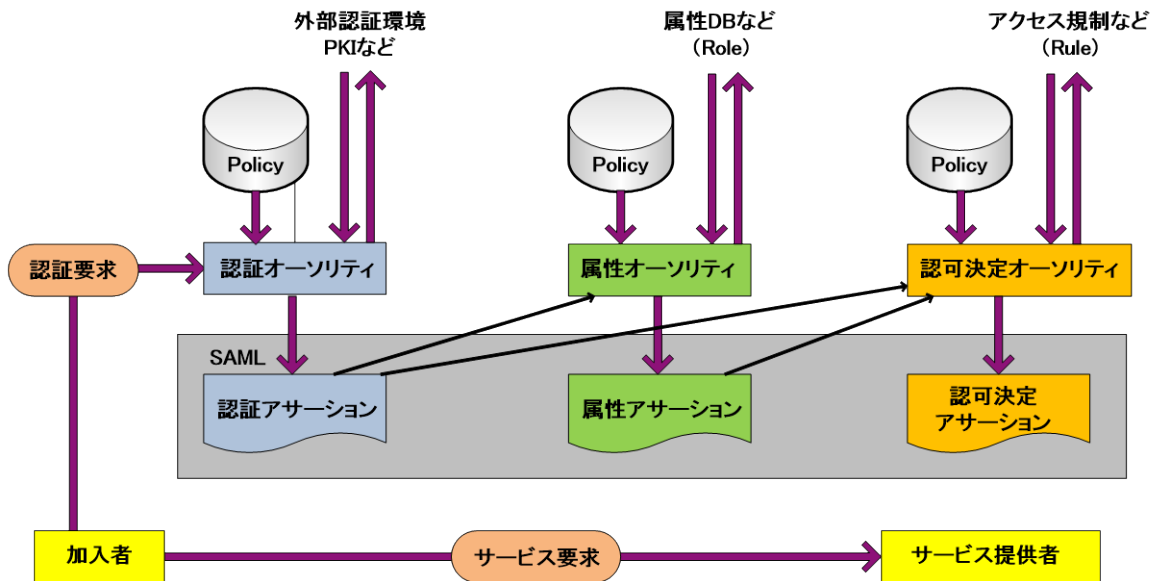 外部認証環境
PKIなど
属性DBなど
（Role）
アクセス規制など
（Rule）
Policy
Policy
Policy
認証要求
認証オーソリティ
属性オーソリティ
認可決定オーソリティ
SAML
認証アサーション
属性アサーション
認可決定
アサーション
加入者
サービス要求
サービス提供者